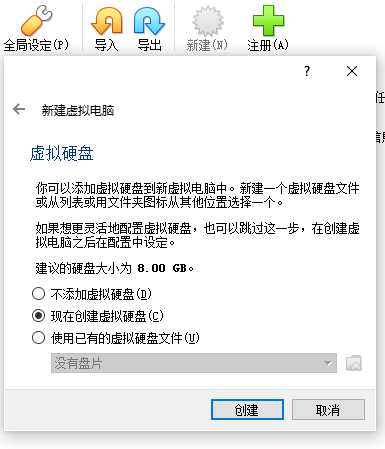 全局设定(P) 导入 导出 新建(N) 注册(A)
?
新建虚拟电脑
虚拟硬盘
你可以添加虚拟硬盘到新虚拟电脑中。新建一个虚拟硬盘文件
或从列表或用文件夹图标从其他位置选择一个。
如果想更灵活地配置虚拟硬盘，也可以跳过这一步，在创建虚
拟电脑之后在配置中设定。
建议的硬盘大小为 8.00 GB。
不添加虚拟硬盘(D)
现在创建虚拟硬盘(C)
使用已有的虚拟硬盘文件(U)
没有盘片
创建 取消